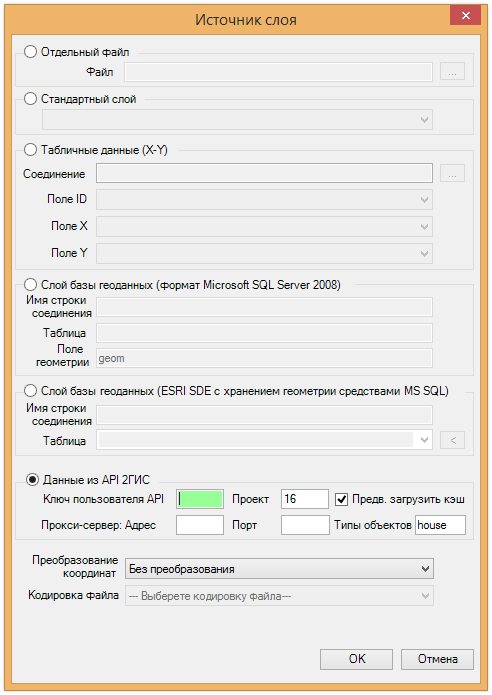 Источник слоя
Отдельный файл
Файл
...
Стандартный слой
Табличные данные (X-Y)
Соединение
...
Поле ID
Поле X
Поле Y
Слой базы геоданных (формат Microsoft SQL Server 2008)
Имя строки
соединения
Таблица
Поле
геометрии geom
Слой базы геоданных (ESRI SDE с хранением геометрии средствами MS SQL)
Имя строки
соединения
Таблица <
Данные из API 2ГИС
Ключ пользователя API Проект 16 Предв. загрузить кэш
Прокси-сервер: Адрес Порт Типы объектов house
Преобразование
координат Без преобразования
Кодировка файла --- Выберете кодировку файла---
OK Отмена